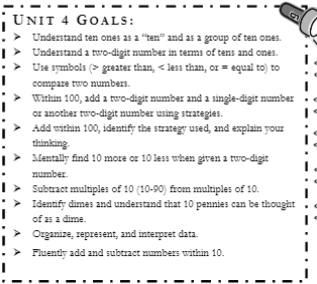 UNIT 4 GOALS:
➢ Understand ten ones as a "ten" and as a group of ten ones.
➢ Understand a two-digit number in terms of tens and ones.
➢ Use symbols (> greater than, < less than, or = equal to) to
compare two numbers.
➢ Within 100, add a two-digit number and a single-digit number
or another two-digit number using strategies.
➢ Add within 100, identify the strategy used, and explain your
thinking.
➢ Mentally find 10 more or 10 less when given a two-digit
number.
➢ Subtract multiples of 10 (10-90) from multiples of 10.
➢ Identify dimes and understand that 10 pennies can be thought
of as a dime.
➢ Organize, represent, and interpret data.
➢ Fluently add and subtract numbers within 10.